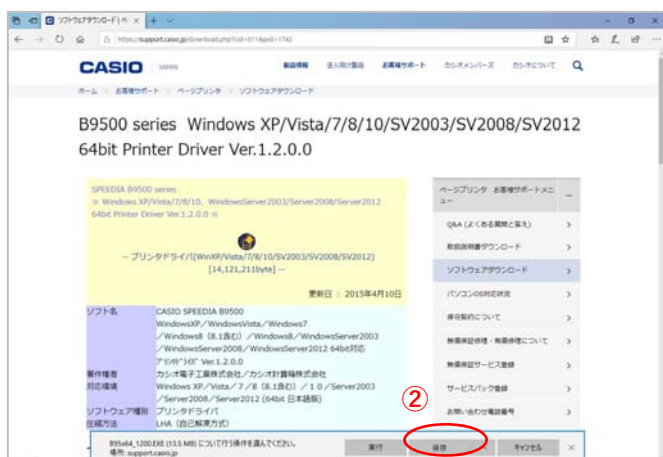 ソフトウェアダウンロード | ペ
https://support.casio.jp/download.php?cid=011&pid=1742
CASIO JAPAN
製品情報 法人向け製品 お客様サポート カシオメンバーズ カシオについて
ホーム お客様サポート ページプリンタ ソフトウェアダウンロード
B9500 series Windows XP/Vista/7/8/10/SV2003/SV2008/SV2012
64bit Printer Driver Ver.1.2.0.0
SPEEDIA B9500 series
☆ Windows XP/Vista/7/8/10、WindowsServer2003/Server2008/Server2012
64bit Printer Driver Ver.1.2.0.0 ☆
-- プリンタドライバ(WinXP/Vista/7/8/10/SV2003/SV2008/SV2012)
[14,121,211byte] --
更新日 : 2015年4月10日
ソフト名 CASIO SPEEDIA B9500
WindowsXP／WindowsVista／Windows7
／Windows8（8.1含む）／Windows8／WindowsServer2003
／WindowsServer2008／WindowsServer2012 64bit対応
ﾌﾟﾘﾝﾀﾄﾞﾗｲﾊﾞ Ver.1.2.0.0
著作権者 カシオ電子工業株式会社／カシオ計算機株式会社
対応環境 Windows XP／Vista／7／8（8.1含む）／１０／Server2003
／Server2008／Server2012 (64bit 日本語版)
ソフトウェア種別 プリンタドライバ
圧縮方法 LHA（自己解凍方式）
ページプリンタ お客様サポートメニ
ュー
Q&A (よくある質問と答え)
取扱説明書ダウンロード
ソフトウェアダウンロード
パソコンOS対応状況
保守契約について
無償保証修理・有償修理について
無償保証サービス登録
サービスパック登録
お問い合わせ電話番号
②
B95x64_1200.EXE (13.5 MB) について行う操作を選んでください。
場所: support.casio.jp
実行 保存 キャンセル